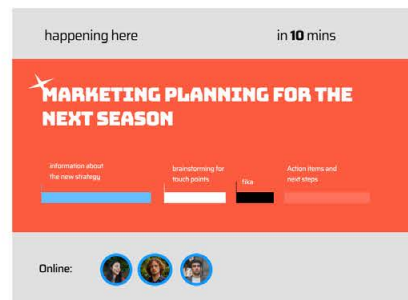 happening here
in 10 mins
MARKETING PLANNING FOR THE
NEXT SEASON
information about
the new strategy
brainstorming for
touch points
fika
Action items and
next steps
Online: